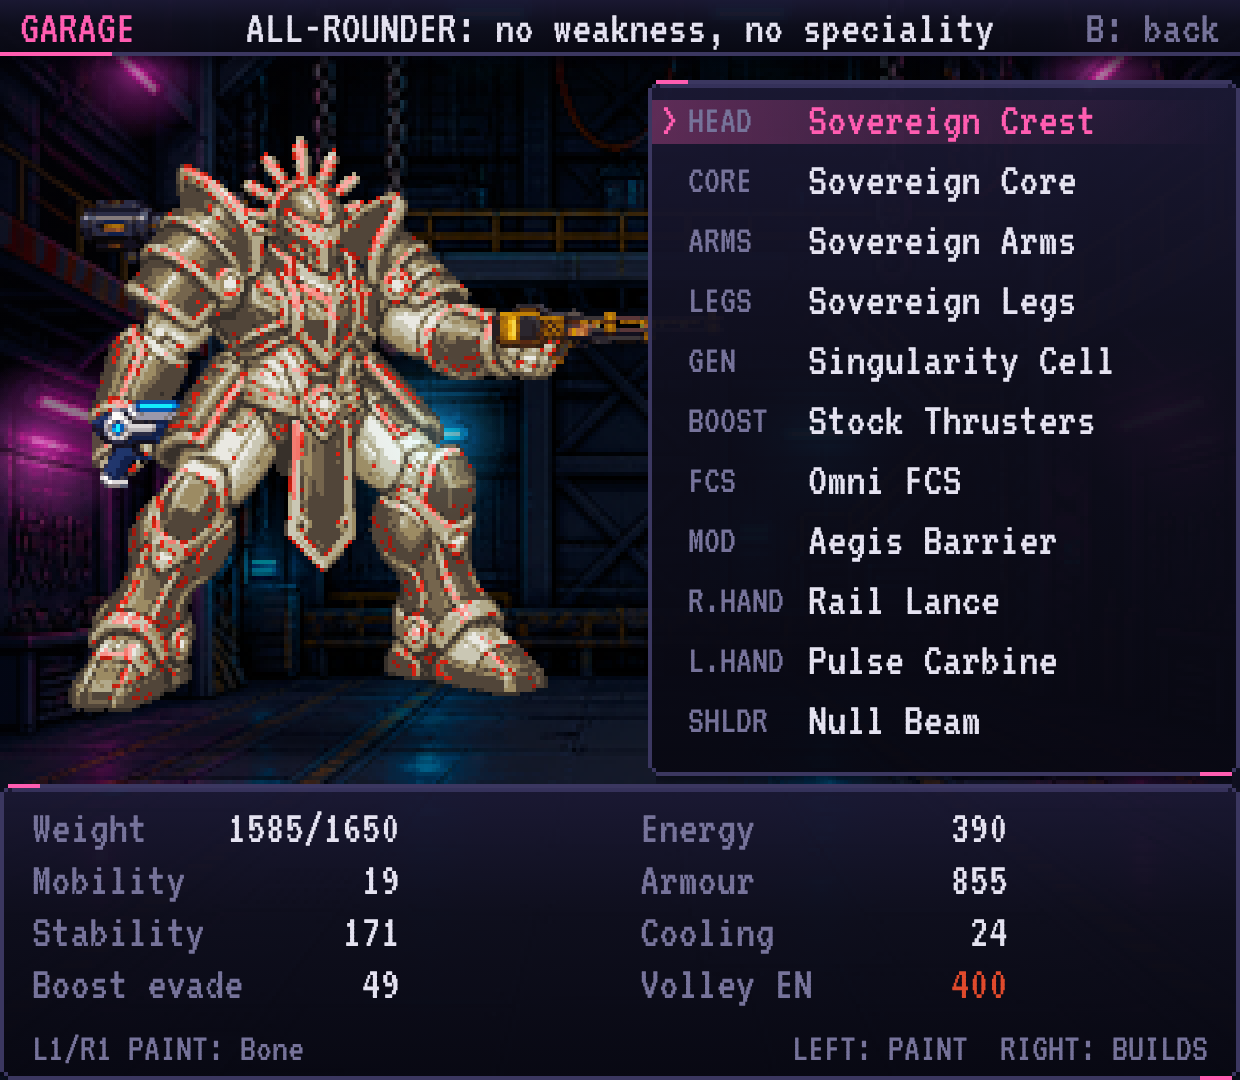 GARAGE ALL-ROUNDER: no weakness, no speciality B: back
HEAD Sovereign Crest
CORE Sovereign Core
ARMS Sovereign Arms
LEGS Sovereign Legs
GEN Singularity Cell
BOOST Stock Thrusters
FCS Omni FCS
MOD Aegis Barrier
R.HAND Rail Lance
L.HAND Pulse Carbine
SHLDR Null Beam
Weight 1585/1650 Energy 390
Mobility 19 Armour 855
Stability 171 Cooling 24
Boost evade 49 Volley EN 400
L1/R1 PAINT: Bone LEFT: PAINT RIGHT: BUILDS